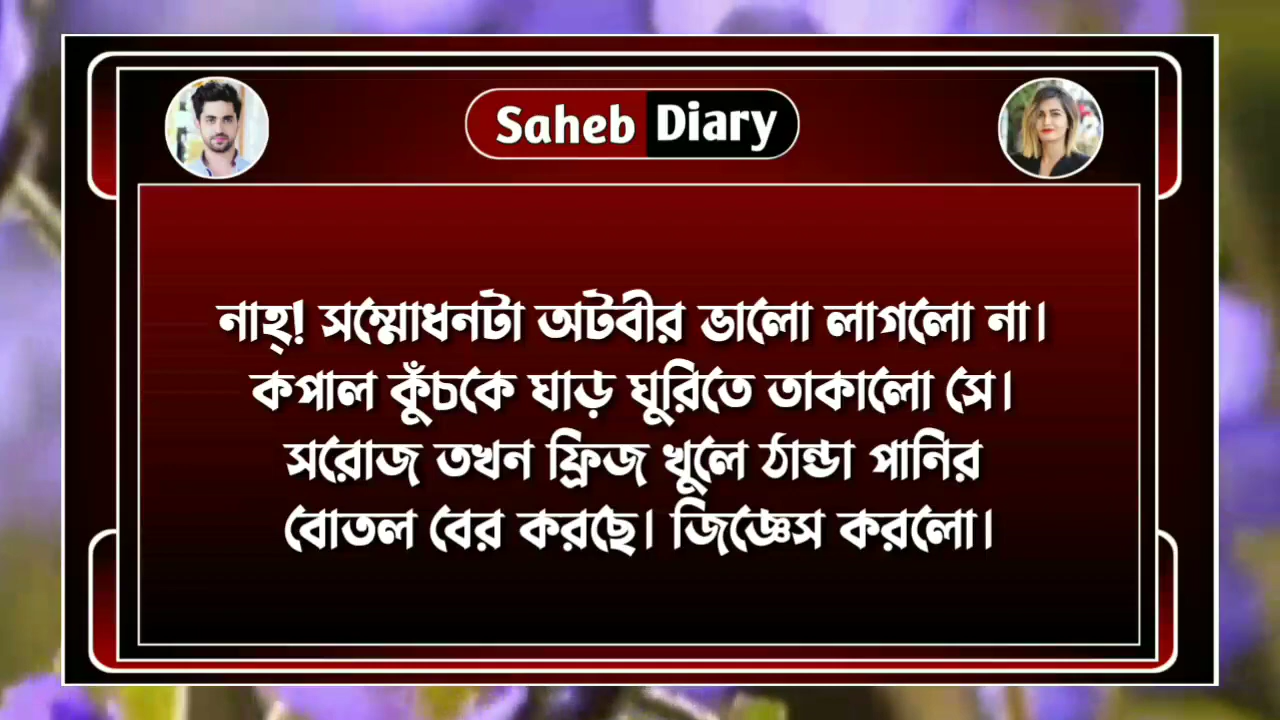 Saheb Diary
নাহ্! সম্মোধনটা অটবীর ভালো লাগলো না।
কপাল কুঁচকে ঘাড় ঘুরিতে তাকালো সে।
সরোজ তখন ফ্রিজ খুলে ঠান্ডা পানির
বোতল বের করছে। জিজ্ঞেস করলো।